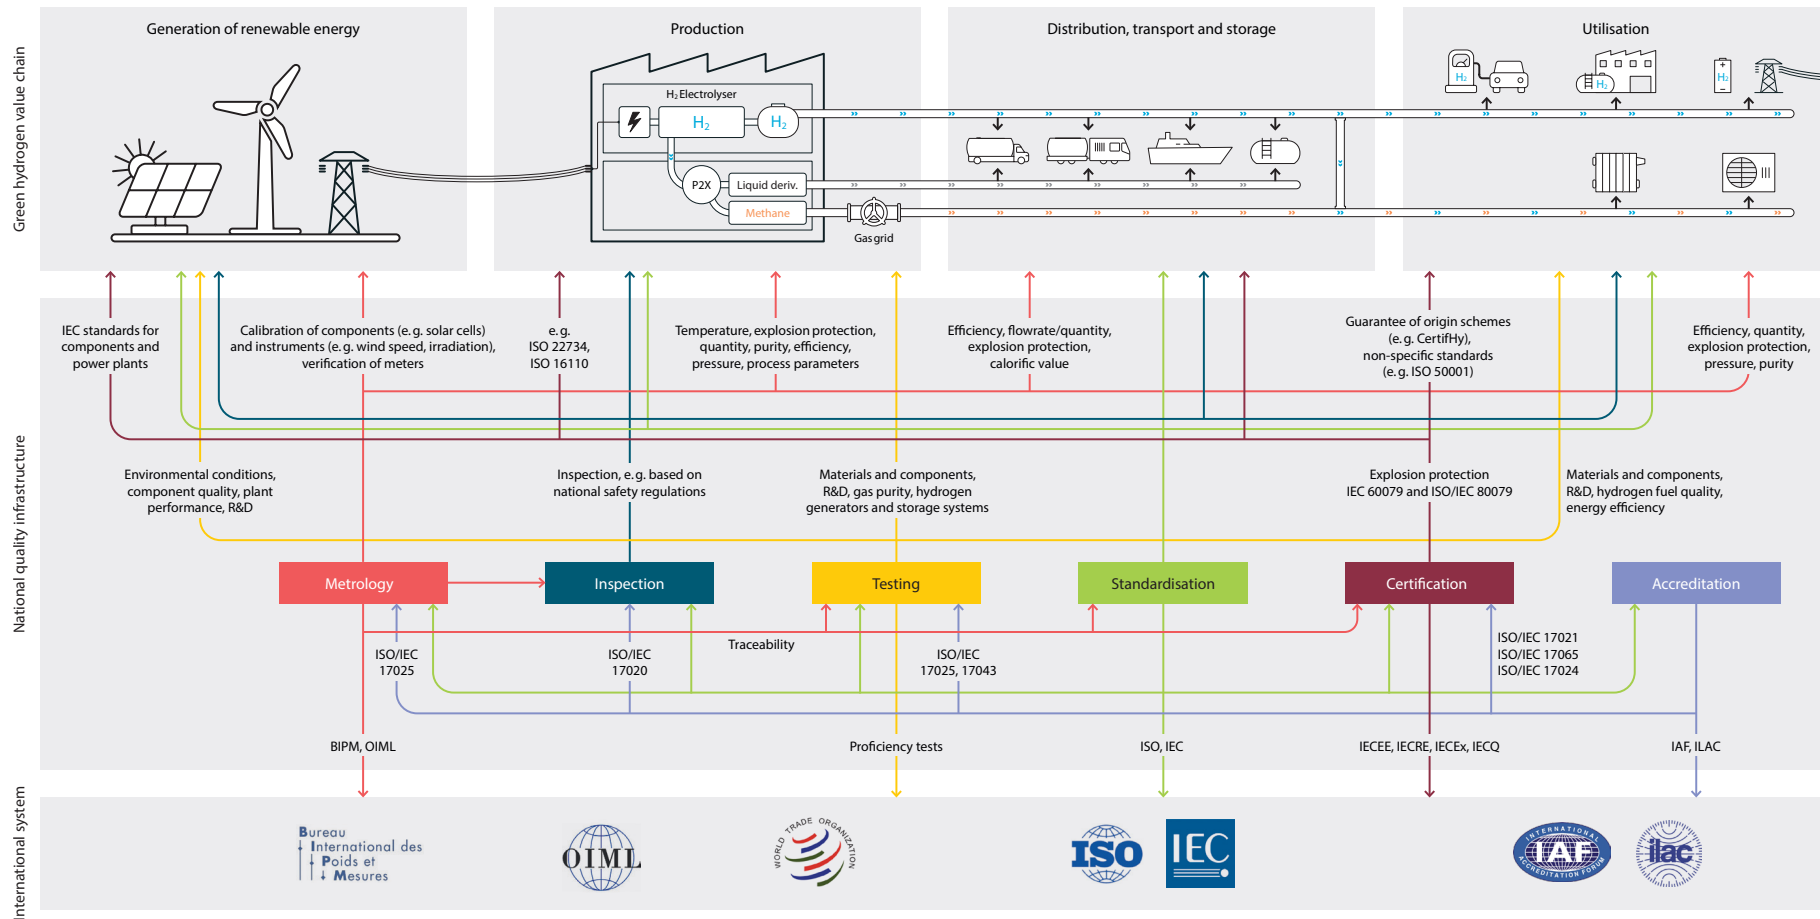 Green hydrogen value chain
Generation of renewable energy
Production
Distribution, transport and storage
Utilisation
H₂ Electrolyser
H₂
H₂
H₂
H₂
H₂
P2X
Liquid deriv.
Methane
Gas grid
National quality infrastructure
IEC standards for
components and
power plants
Calibration of components (e. g. solar cells)
and instruments (e. g. wind speed, irradiation),
verification of meters
e. g.
ISO 22734,
ISO 16110
Temperature, explosion protection,
quantity, purity, efficiency,
pressure, process parameters
Efficiency, flowrate/quantity,
explosion protection,
calorific value
Guarantee of origin schemes
(e. g. CertifHy),
non-specific standards
(e. g. ISO 50001)
Efficiency, quantity,
explosion protection,
pressure, purity
Environmental conditions,
component quality, plant
performance, R&D
Inspection, e. g. based on
national safety regulations
Materials and components,
R&D, gas purity, hydrogen
generators and storage systems
Explosion protection
IEC 60079 and ISO/IEC 80079
Materials and components,
R&D, hydrogen fuel quality,
energy efficiency
Metrology
Inspection
Testing
Standardisation
Certification
Accreditation
Traceability
ISO/IEC
17025
ISO/IEC
17020
ISO/IEC
17025, 17043
ISO/IEC 17021
ISO/IEC 17065
ISO/IEC 17024
BIPM, OIML
Proficiency tests
ISO, IEC
IECEE, IECRE, IECEx, IECQ
IAF, ILAC
International system
Bureau
International des
Poids et
Mesures
OIML
WORLD TRADE ORGANIZATION
ISO
IEC
INTERNATIONAL
IAF
ACCREDITATION FORUM
ilac